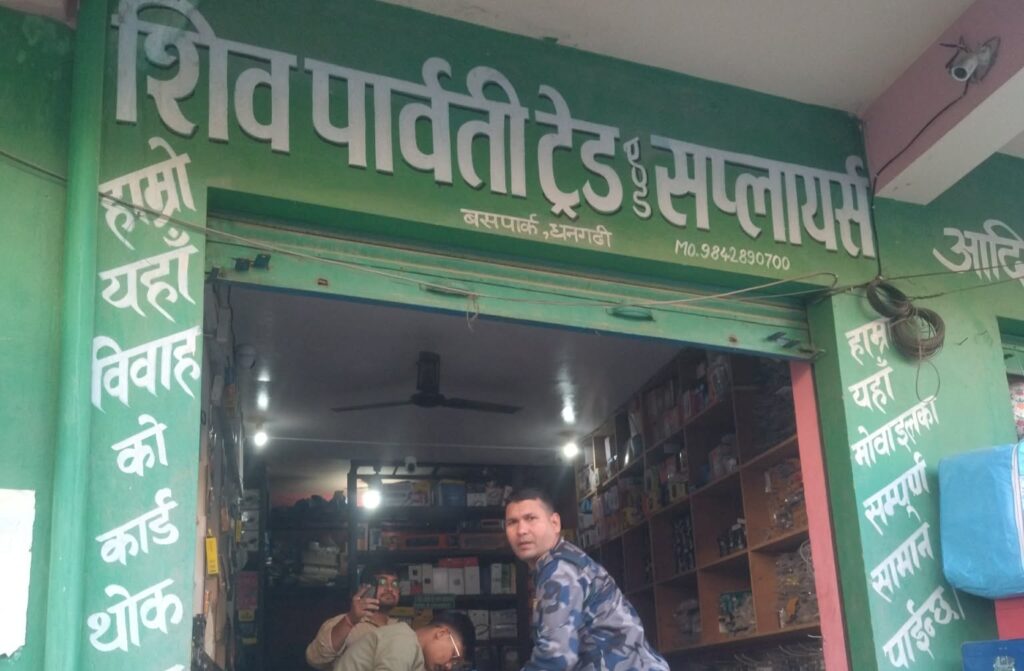 शिव पार्वती ट्रेड एण्ड सप्लायर्स
बसपार्क, धनगढी
MO.9842890700
हाम्रो
यहाँ
विवाह
को
कार्ड
थोक
हाम्रो
यहाँ
मोवाइलको
सम्पूर्ण
सामान
पाईन्छ।